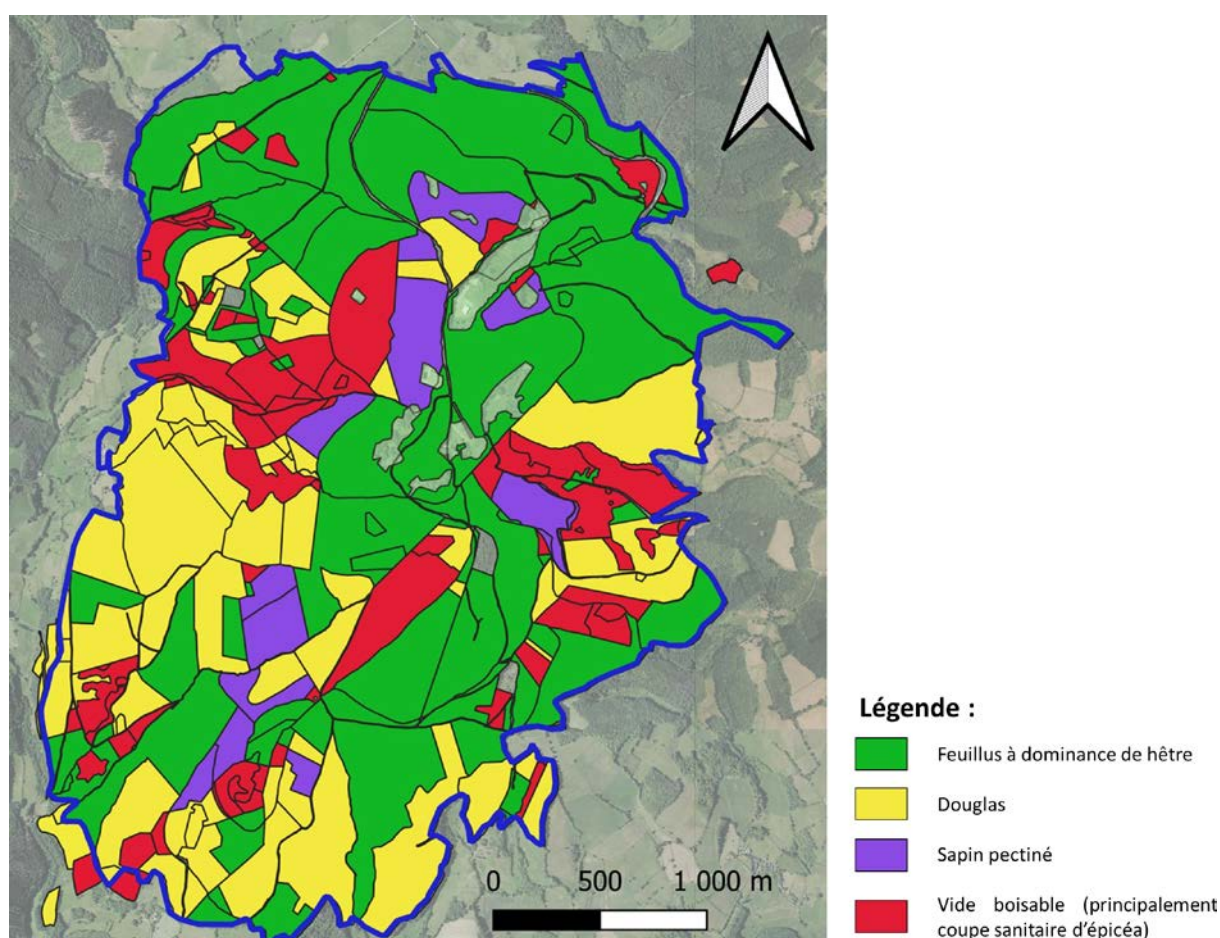 Légende :
Feuillus à dominance de hêtre
Douglas
Sapin pectiné
Vide boisable (principalement
coupe sanitaire d'épicéa)
0 500 1 000 m